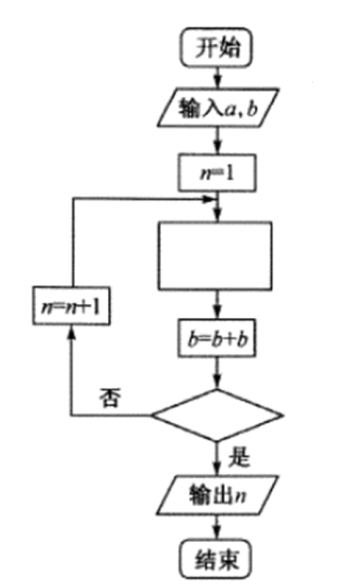 开始
输入a,b
n=1
n=n+1
b=b+b
否
是
输出n
结束